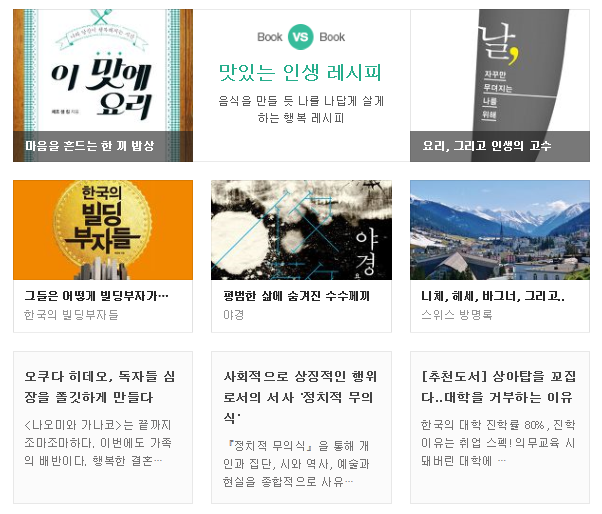 이 맛에
요리
마음을 흔드는 한 끼 밥상
Book VS Book
맛있는 인생 레시피
음식을 만들 듯 나를 나답게 살게
하는 행복 레시피
날,
자꾸만
무뎌지는
나를
위해
요리, 그리고 인생의 고수
한국의
빌딩
부자들
그들은 어떻게 빌딩부자가···
한국의 빌딩부자들
야경
평범한 삶에 숨겨진 수수께끼
야경
니체, 헤세, 바그너, 그리고..
스위스 방명록
오쿠다 히데오, 독자들 심
장을 쫄깃하게 만들다
<나오미와 가나코>는 끝까지
조마조마하다. 이번에도 가족
의 배반이다. 행복한 결혼···
사회적으로 상징적인 행위
로서의 서사 '정치적 무의
식'
『정치적 무의식』을 통해 개
인과 집단, 시와 역사, 예술과
현실을 종합적으로 사유···
[추천도서] 상아탑을 꼬집
다..대학을 거부하는 이유
한국의 대학 진학률 80%, 진학
이유는 취업 스펙! 의무교육 시
돼버린 대학에 ···